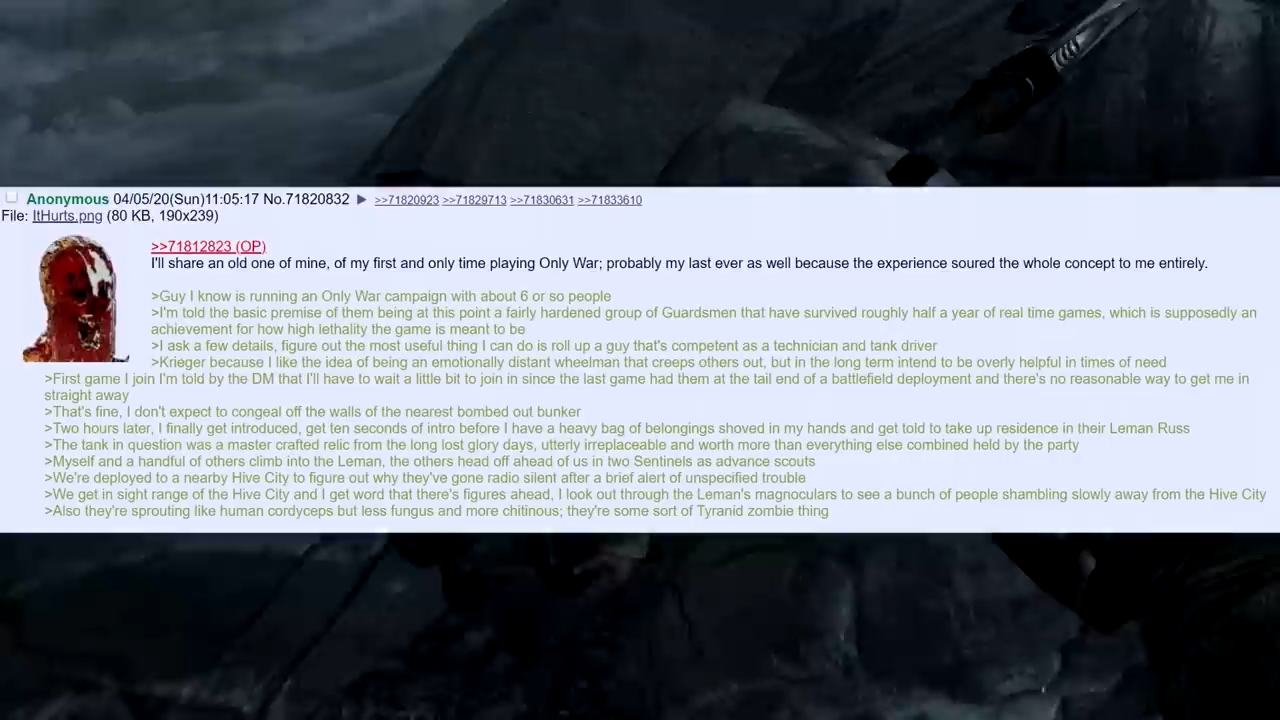 Anonymous 04/05/20(Sun)11:05:17 No.71820832 ▶ >>71820923 >>71829713 >>71830631 >>71833610
File: ItHurts.png (80 KB, 190x239)
>>71812823 (OP)
I'll share an old one of mine, of my first and only time playing Only War; probably my last ever as well because the experience soured the whole concept to me entirely.
>Guy I know is running an Only War campaign with about 6 or so people
>I'm told the basic premise of them being at this point a fairly hardened group of Guardsmen that have survived roughly half a year of real time games, which is supposedly an
achievement for how high lethality the game is meant to be
>I ask a few details, figure out the most useful thing I can do is roll up a guy that's competent as a technician and tank driver
>Krieger because I like the idea of being an emotionally distant wheelman that creeps others out, but in the long term intend to be overly helpful in times of need
>First game I join I'm told by the DM that I'll have to wait a little bit to join in since the last game had them at the tail end of a battlefield deployment and there's no reasonable way to get me in
straight away
>That's fine, I don't expect to congeal off the walls of the nearest bombed out bunker
>Two hours later, I finally get introduced, get ten seconds of intro before I have a heavy bag of belongings shoved in my hands and get told to take up residence in their Leman Russ
>The tank in question was a master crafted relic from the long lost glory days, utterly irreplaceable and worth more than everything else combined held by the party
>Myself and a handful of others climb into the Leman, the others head off ahead of us in two Sentinels as advance scouts
>We're deployed to a nearby Hive City to figure out why they've gone radio silent after a brief alert of unspecified trouble
>We get in sight range of the Hive City and I get word that there's figures ahead, I look out through the Leman's magnoculars to see a bunch of people shambling slowly away from the Hive City
>Also they're sprouting like human cordyceps but less fungus and more chitinous; they're some sort of Tyranid zombie thing